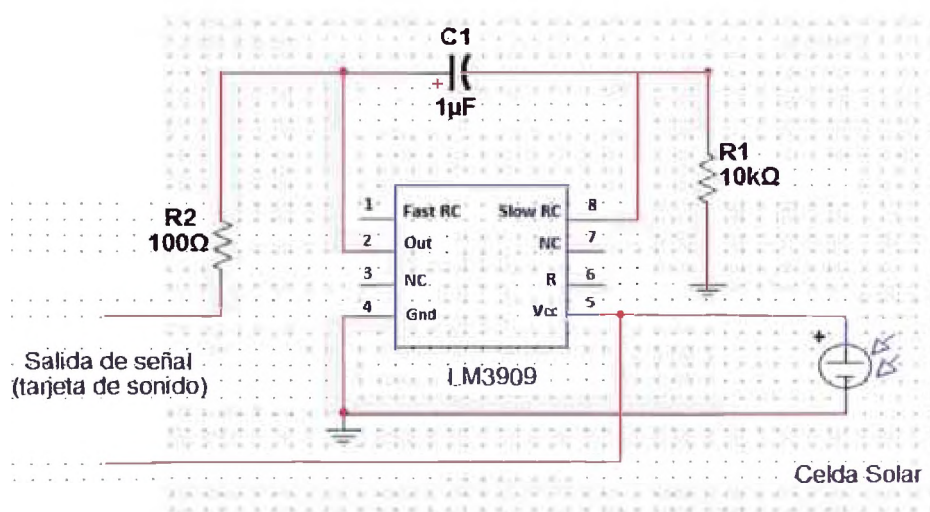 C1
+
1µF
R1
10kΩ
R2
100Ω
1 Fast RC Slow RC 8
2 Out NC 7
3 NC R 6
4 Gnd Vcc 5
+
LM3909
Salida de señal
(tarjeta de sonido)
Celda Solar